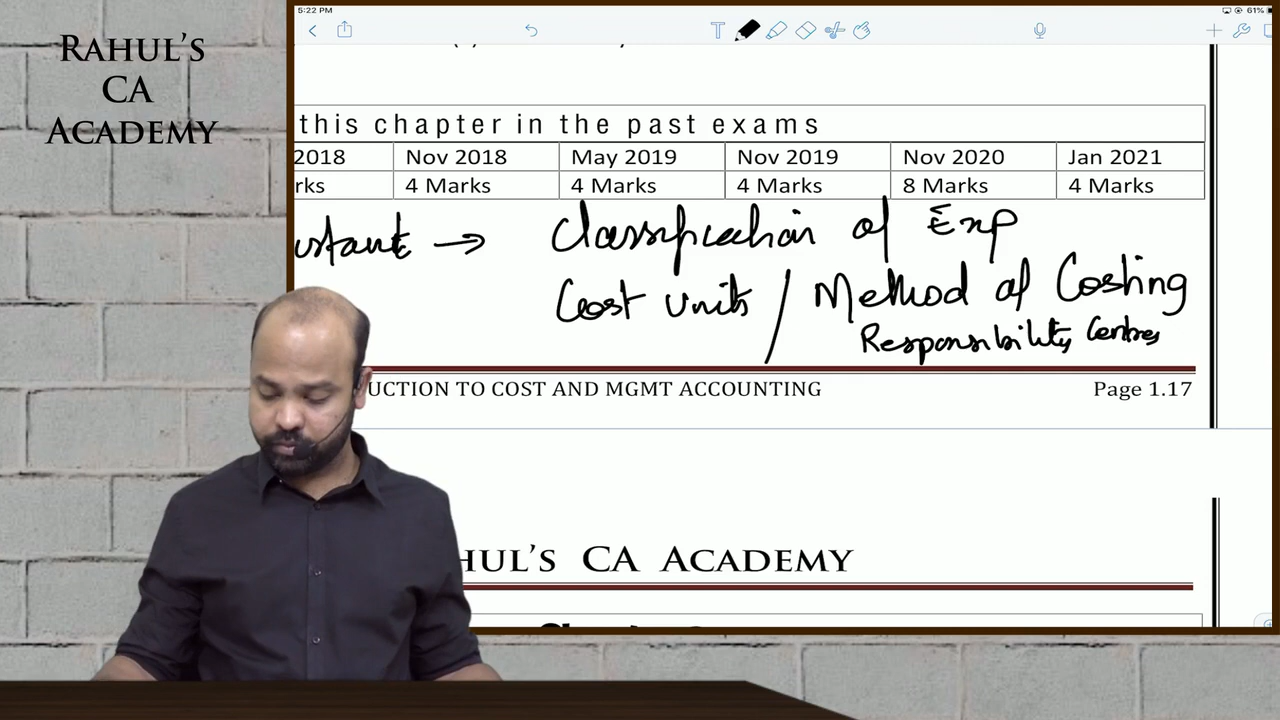 5:22 PM
61%
RAHUL'S
CA
ACADEMY
T
this chapter in the past exams
2018 Nov 2018 May 2019 Nov 2019 Nov 2020 Jan 2021
rks 4 Marks 4 Marks 4 Marks 8 Marks 4 Marks
→ Classification of Exp
Cost Units / Method of Costing
Responsibility Centres
UCTION TO COST AND MGMT ACCOUNTING Page 1.17
HUL'S CA ACADEMY